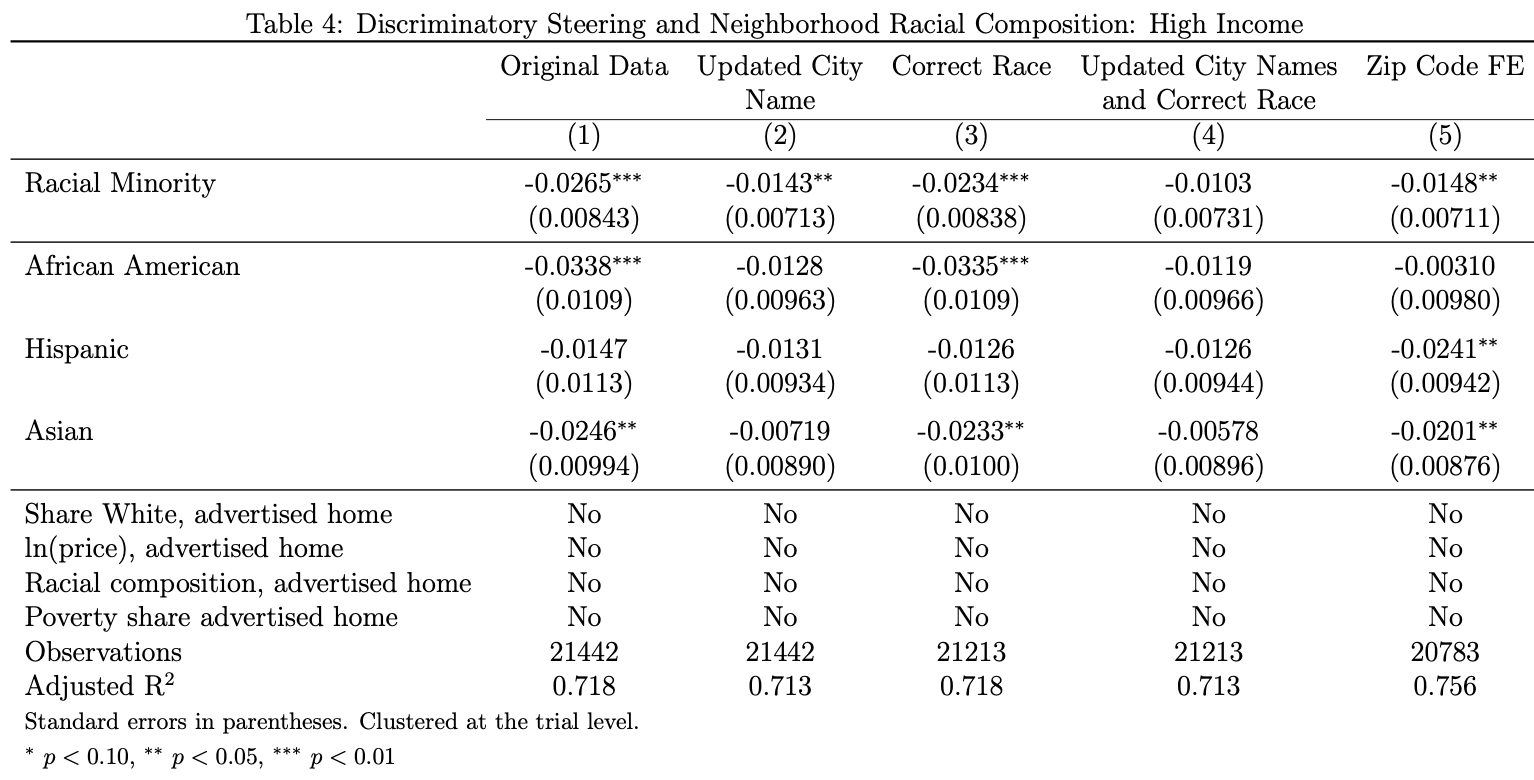 Table 4: Discriminatory Steering and Neighborhood Racial Composition: High Income
Original Data Updated City Correct Race Updated City Names Zip Code FE
Name and Correct Race
(1) (2) (3) (4) (5)
Racial Minority -0.0265*** -0.0143** -0.0234*** -0.0103 -0.0148**
(0.00843) (0.00713) (0.00838) (0.00731) (0.00711)
African American -0.0338*** -0.0128 -0.0335*** -0.0119 -0.00310
(0.0109) (0.00963) (0.0109) (0.00966) (0.00980)
Hispanic -0.0147 -0.0131 -0.0126 -0.0126 -0.0241**
(0.0113) (0.00934) (0.0113) (0.00944) (0.00942)
Asian -0.0246** -0.00719 -0.0233** -0.00578 -0.0201**
(0.00994) (0.00890) (0.0100) (0.00896) (0.00876)
Share White, advertised home No No No No No
ln(price), advertised home No No No No No
Racial composition, advertised home No No No No No
Poverty share advertised home No No No No No
Observations 21442 21442 21213 21213 20783
Adjusted R² 0.718 0.713 0.718 0.713 0.756
Standard errors in parentheses. Clustered at the trial level.
* p < 0.10, ** p < 0.05, *** p < 0.01